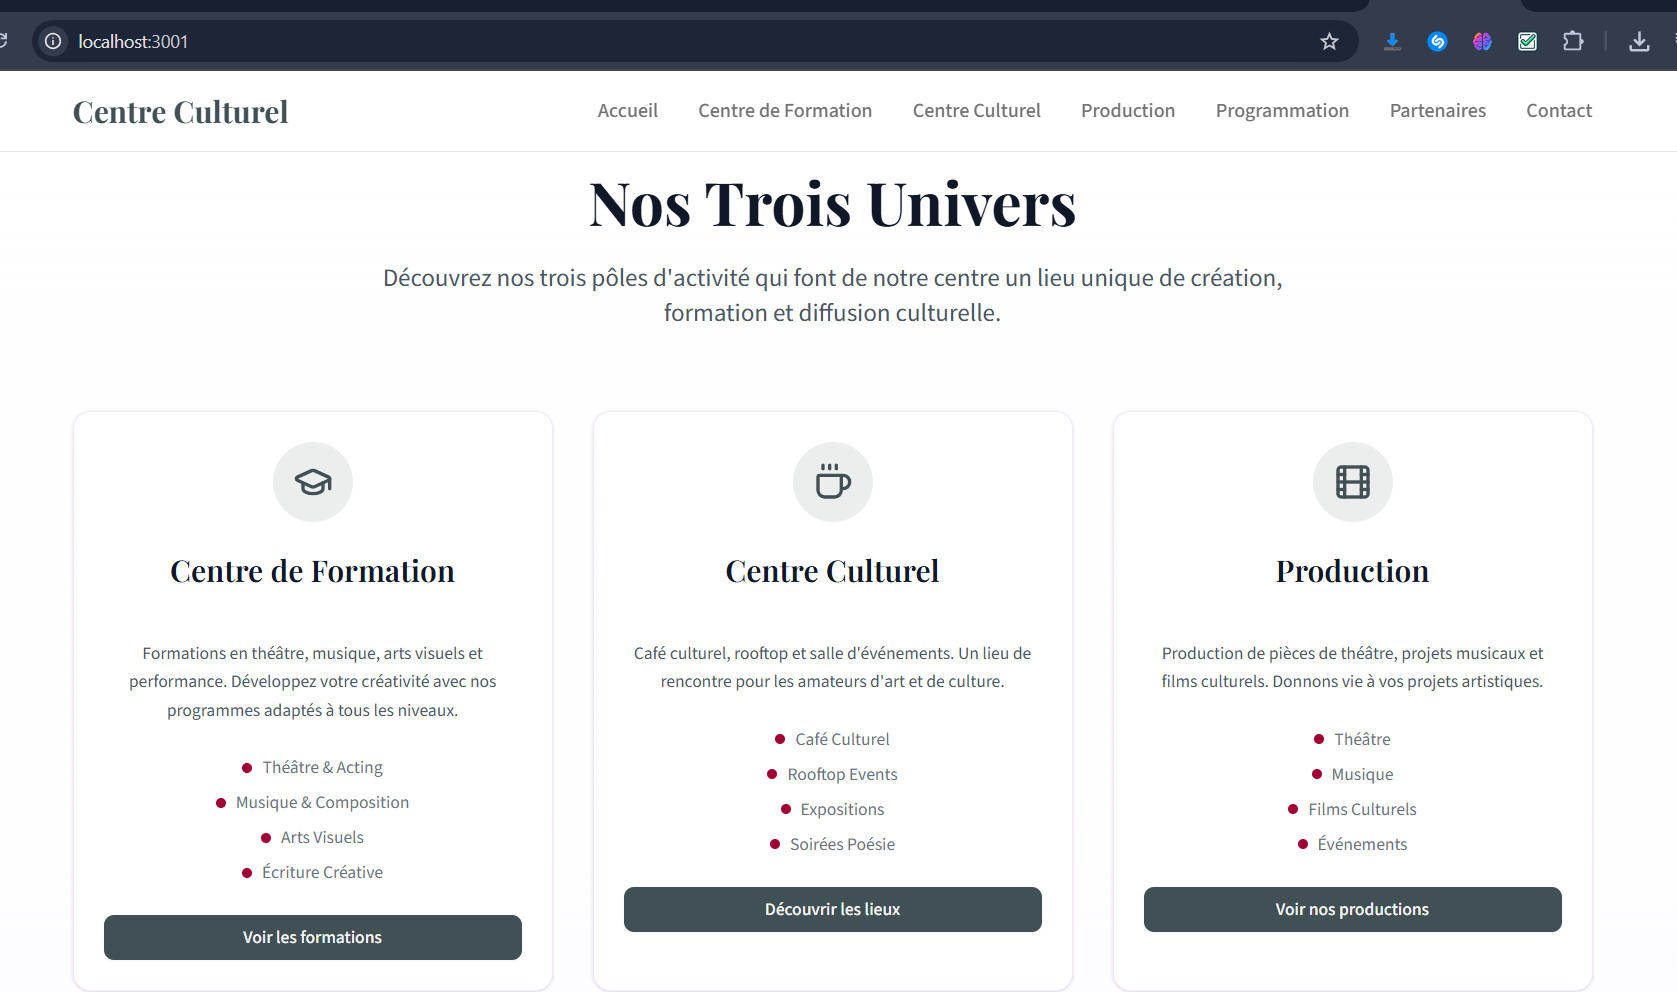 localhost:3001
Centre Culturel
Accueil
Centre de Formation
Centre Culturel
Production
Programmation
Partenaires
Contact
Nos Trois Univers
Découvrez nos trois pôles d'activité qui font de notre centre un lieu unique de création,
formation et diffusion culturelle.
Centre de Formation
Formations en théâtre, musique, arts visuels et
performance. Développez votre créativité avec nos
programmes adaptés à tous les niveaux.
Théâtre & Acting
Musique & Composition
Arts Visuels
Écriture Créative
Voir les formations
Centre Culturel
Café culturel, rooftop et salle d'événements. Un lieu de
rencontre pour les amateurs d'art et de culture.
Café Culturel
Rooftop Events
Expositions
Soirées Poésie
Découvrir les lieux
Production
Production de pièces de théâtre, projets musicaux et
films culturels. Donnons vie à vos projets artistiques.
Théâtre
Musique
Films Culturels
Événements
Voir nos productions